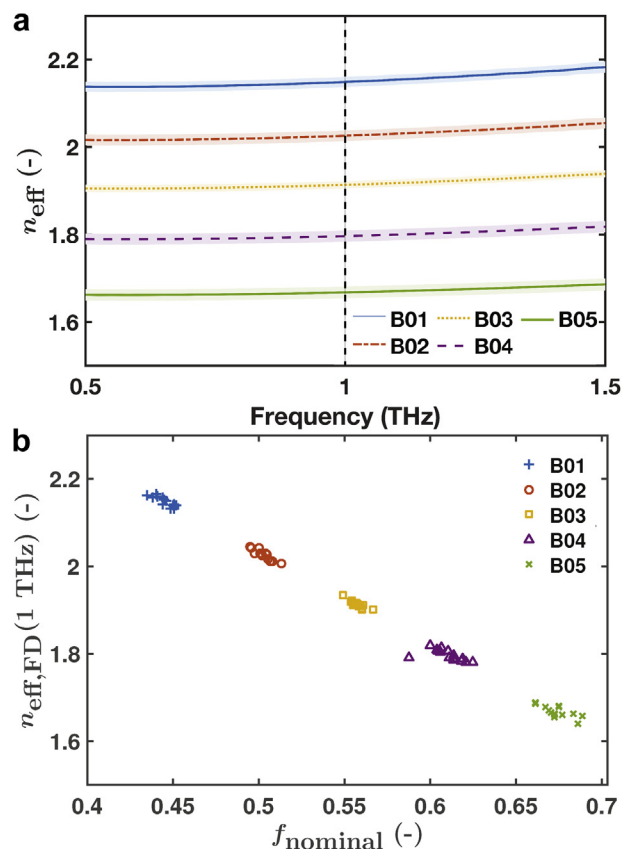 a
2.2
2
1.8
1.6
n_eff (-)
B01 B03 B05
B02 B04
0.5 1 1.5
Frequency (THz)
b
2.2
2
1.8
1.6
n_eff,FD(1 THz) (-)
B01
B02
B03
B04
B05
0.4 0.45 0.5 0.55 0.6 0.65 0.7
f_nominal (-)